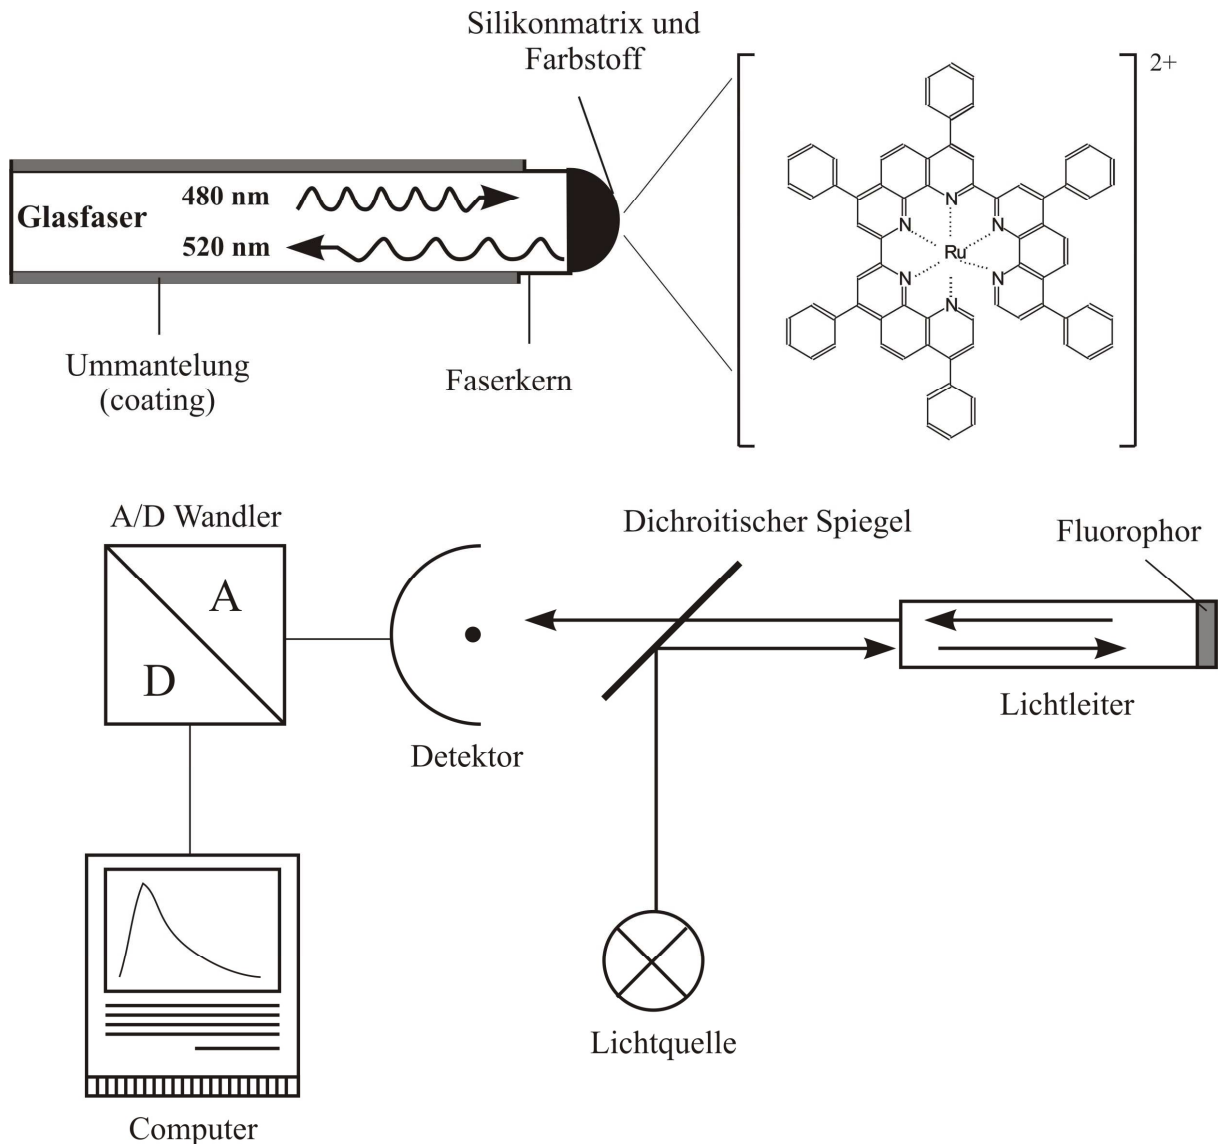 Silikonmatrix und
Farbstoff
2+
480 nm
Glasfaser
520 nm
N
N
N
Ru
N
N
N
Ummantelung
(coating)
Faserkern
A/D Wandler
Dichroitischer Spiegel
Fluorophor
A
D
Lichtleiter
Detektor
Lichtquelle
Computer